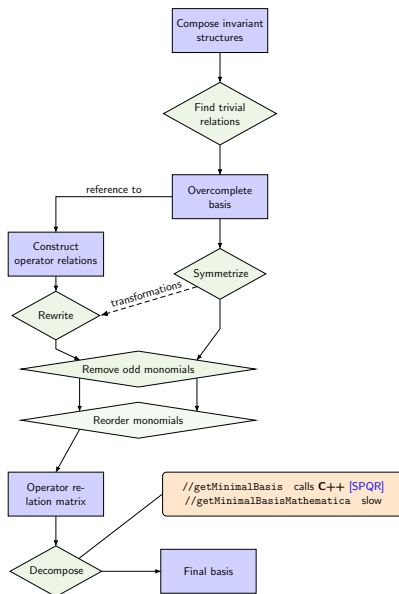 Compose invariant
structures
Find trivial
relations
reference to
Overcomplete
basis
Construct
operator relations
Symmetrize
transformations
Rewrite
Remove odd monomials
Reorder monomials
Operator re-
lation matrix
//getMinimalBasis calls C++ [SPQR]
//getMinimalBasisMathematica slow
Decompose
Final basis